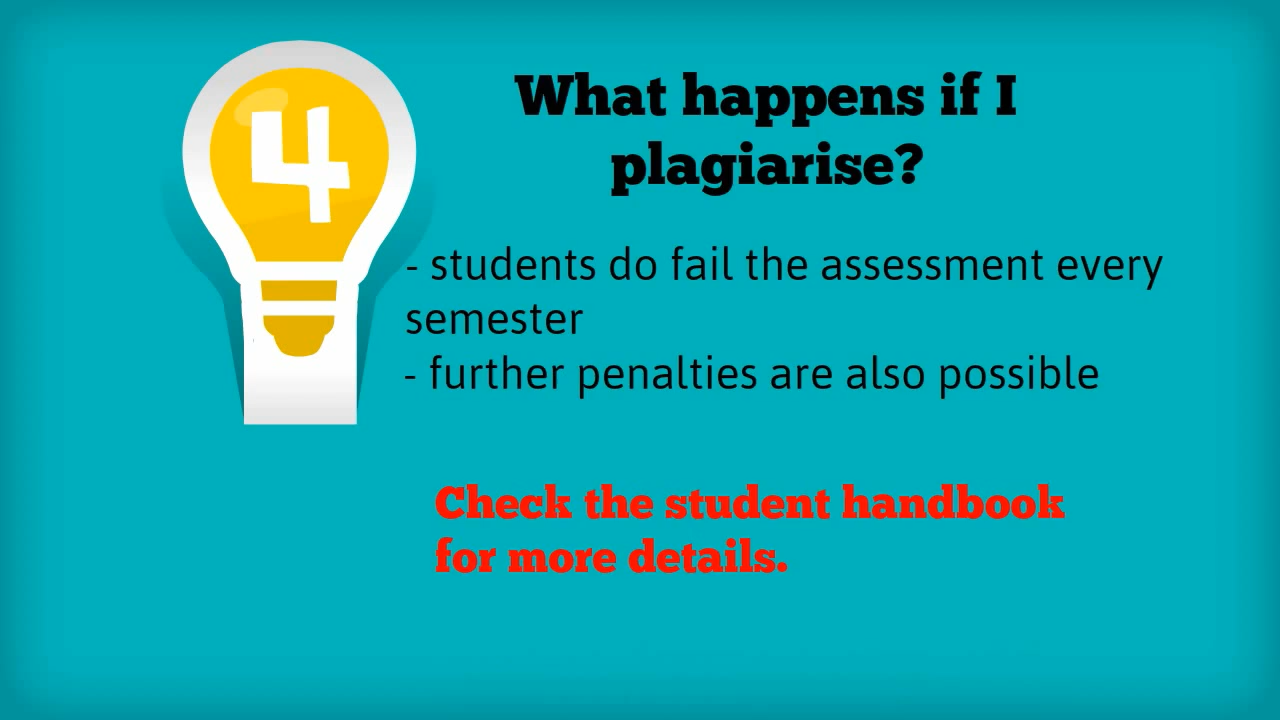 4
What happens if I
plagiarise?
- students do fail the assessment every
semester
- further penalties are also possible
Check the student handbook
for more details.